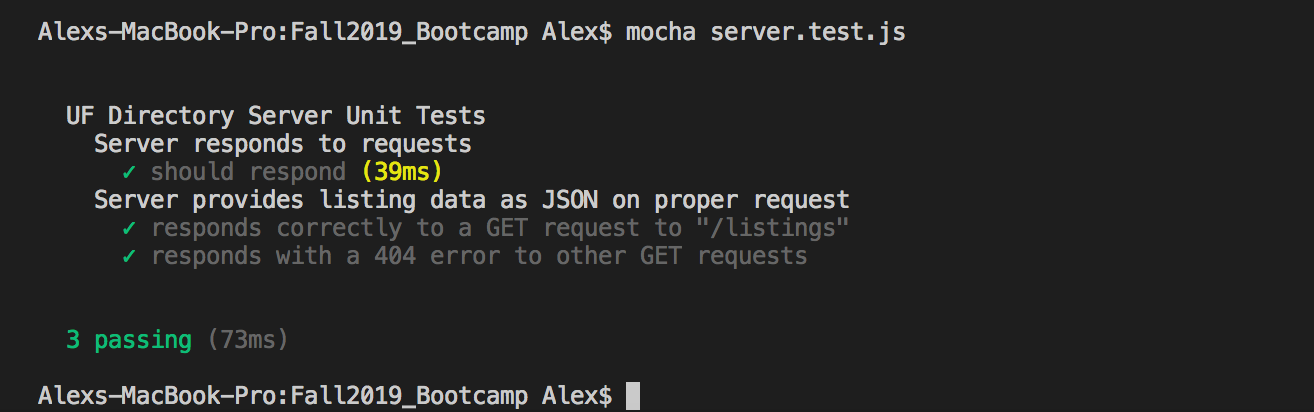 Alexs-MacBook-Pro:Fall2019_Bootcamp Alex$ mocha server.test.js
UF Directory Server Unit Tests
Server responds to requests
✓ should respond (39ms)
Server provides listing data as JSON on proper request
✓ responds correctly to a GET request to "/listings"
✓ responds with a 404 error to other GET requests
3 passing (73ms)
Alexs-MacBook-Pro:Fall2019_Bootcamp Alex$